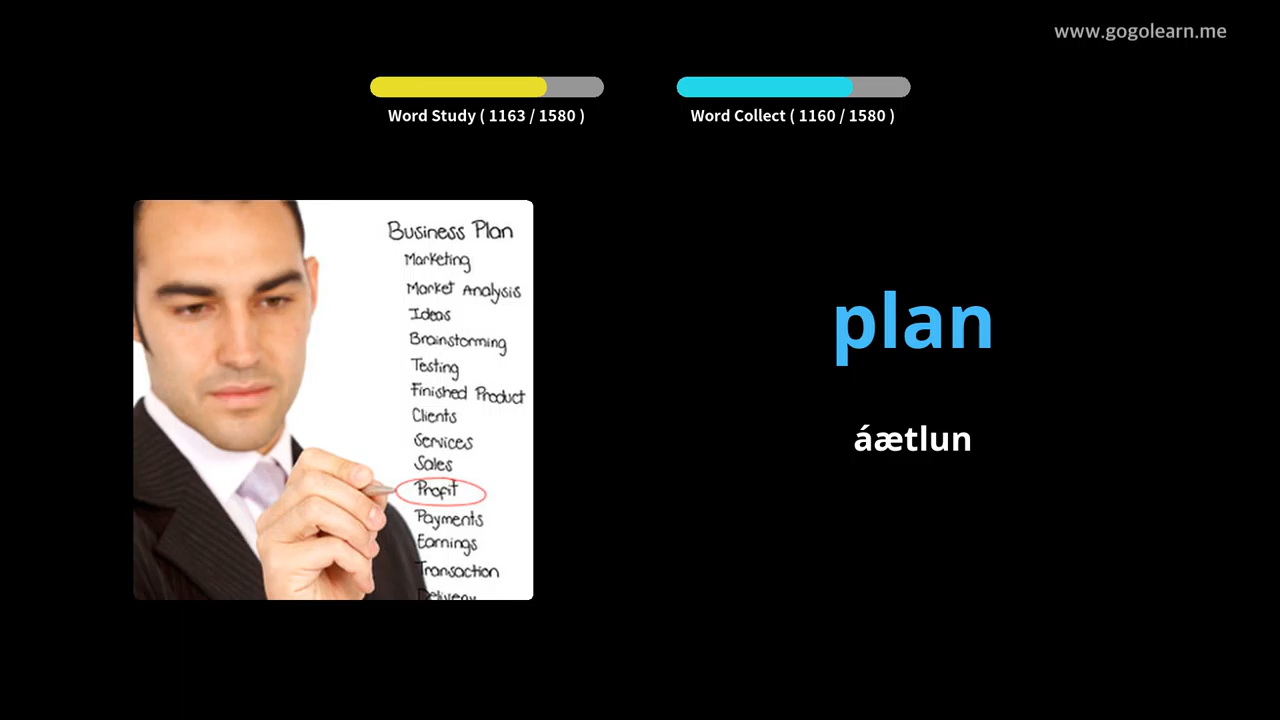 www.gogolearn.me
Word Study ( 1163 / 1580 )
Word Collect ( 1160 / 1580 )
Business Plan
Marketing
Market Analysis
Ideas
Brainstorming
Testing
Finished Product
Clients
Services
Sales
Profit
Payments
Earnings
Transaction
Delivery
plan
áætlun